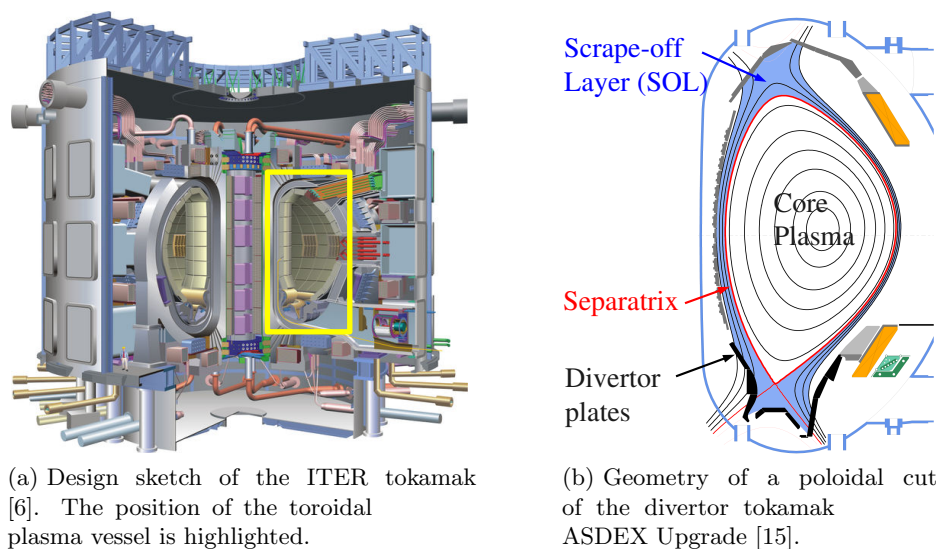 Scrape-off
Layer (SOL)
Core
Plasma
Separatrix
Divertor
plates
(a) Design sketch of the ITER tokamak
[6]. The position of the toroidal
plasma vessel is highlighted.
(b) Geometry of a poloidal cut
of the divertor tokamak
ASDEX Upgrade [15].